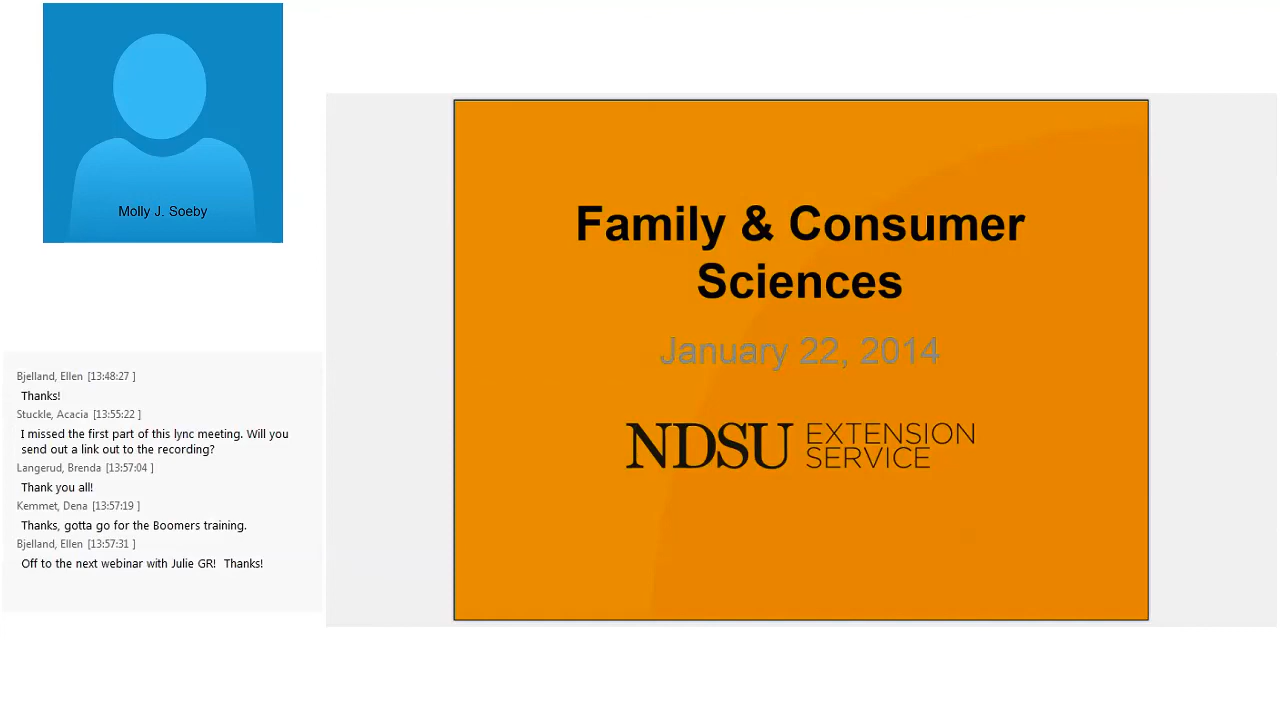 Molly J. Soeby
Bjelland, Ellen [13:48:27 ]
Thanks!
Stuckle, Acacia [13:55:22 ]
I missed the first part of this lync meeting. Will you
send out a link out to the recording?
Langerud, Brenda [13:57:04 ]
Thank you all!
Kemmet, Dena [13:57:19 ]
Thanks, gotta go for the Boomers training.
Bjelland, Ellen [13:57:31 ]
Off to the next webinar with Julie GR!  Thanks!
Family & Consumer
Sciences
January 22, 2014
NDSU EXTENSION
SERVICE